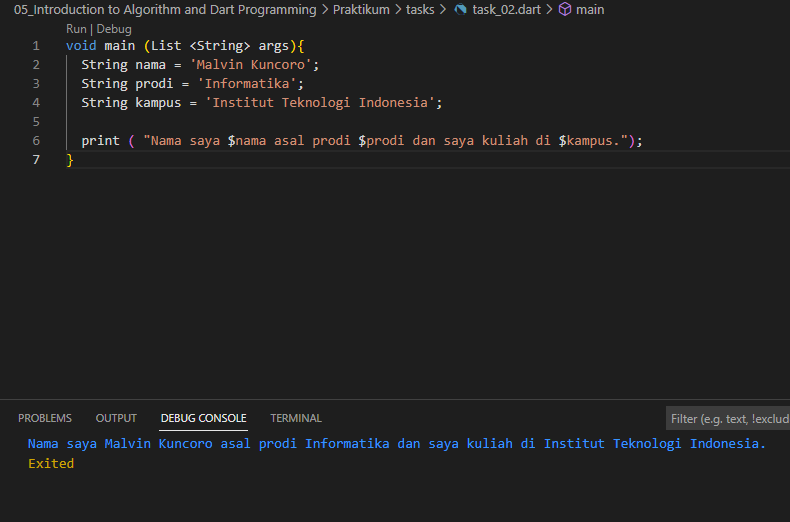 05_Introduction to Algorithm and Dart Programming > Praktikum > tasks > task_02.dart > main
Run | Debug
1 void main (List <String> args){
2   String nama = 'Malvin Kuncoro';
3   String prodi = 'Informatika';
4   String kampus = 'Institut Teknologi Indonesia';
5
6   print ( "Nama saya $nama asal prodi $prodi dan saya kuliah di $kampus.");
7 }
PROBLEMS OUTPUT DEBUG CONSOLE TERMINAL Filter (e.g. text, !exclud
Nama saya Malvin Kuncoro asal prodi Informatika dan saya kuliah di Institut Teknologi Indonesia.
Exited